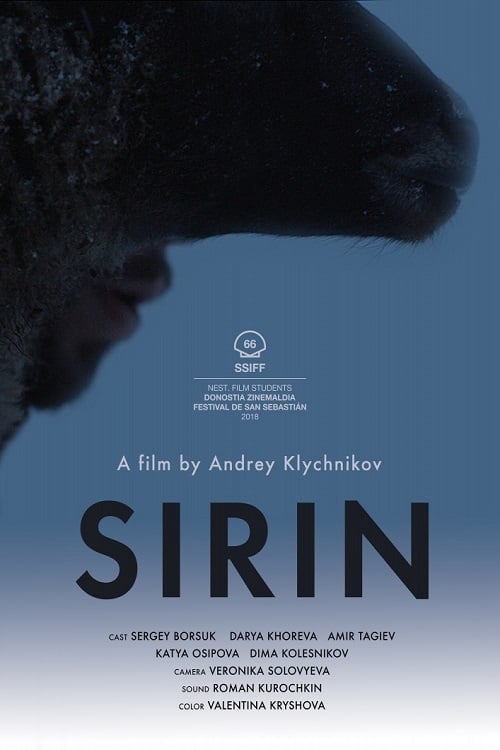 66
SSIFF
NEST. FILM STUDENTS
DONOSTIA ZINEMALDIA
FESTIVAL DE SAN SEBASTIÁN
2018
A film by Andrey Klychnikov
SIRIN
CAST SERGEY BORSUK DARYA KHOREVA AMIR TAGIEV
KATYA OSIPOVA DIMA KOLESNIKOV
CAMERA VERONIKA SOLOVYEVA
SOUND ROMAN KUROCHKIN
COLOR VALENTINA KRYSHOVA